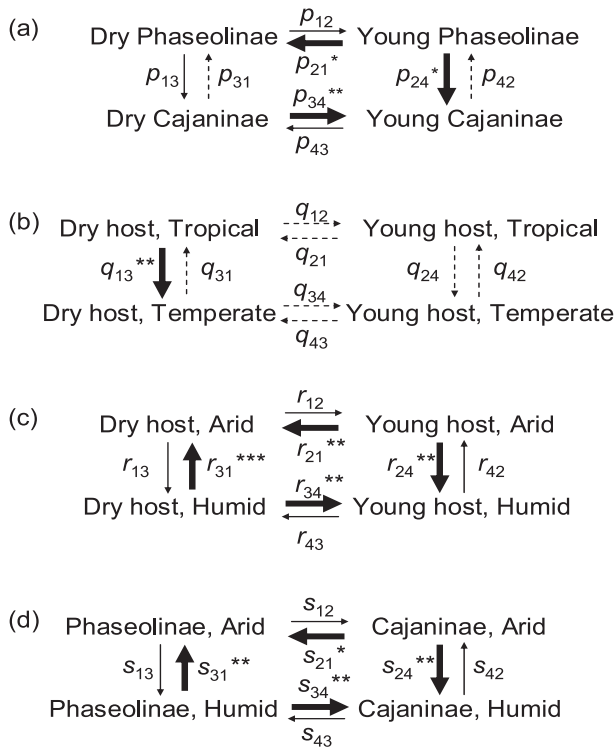 (a)
p12
Dry Phaseolinae Young Phaseolinae
p21*
p13 p31 p24* p42
p34**
Dry Cajaninae Young Cajaninae
p43
(b)
q12
Dry host, Tropical Young host, Tropical
q21
q13** q31 q24 q42
q34
Dry host, Temperate Young host, Temperate
q43
(c)
r12
Dry host, Arid Young host, Arid
r21**
r13 r31*** r24** r42
r34**
Dry host, Humid Young host, Humid
r43
(d)
s12
Phaseolinae, Arid Cajaninae, Arid
s21*
s13 s31** s24** s42
s34**
Phaseolinae, Humid Cajaninae, Humid
s43